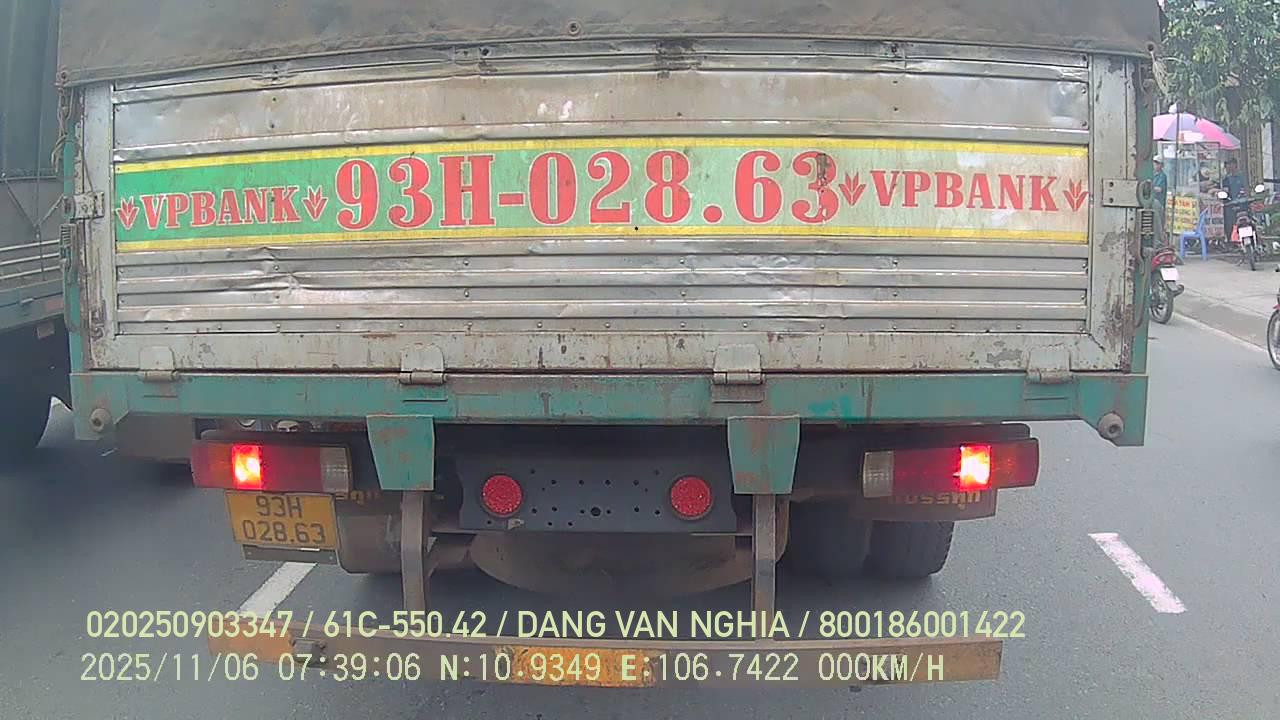 VPBANK 93H-028.63 VPBANK
93H
028.63
020250903347 / 61C-550.42 / DANG VAN NGHIA / 800186001422
2025/11/06 07:39:06 N:10.9349 E:106.7422 000KM/H